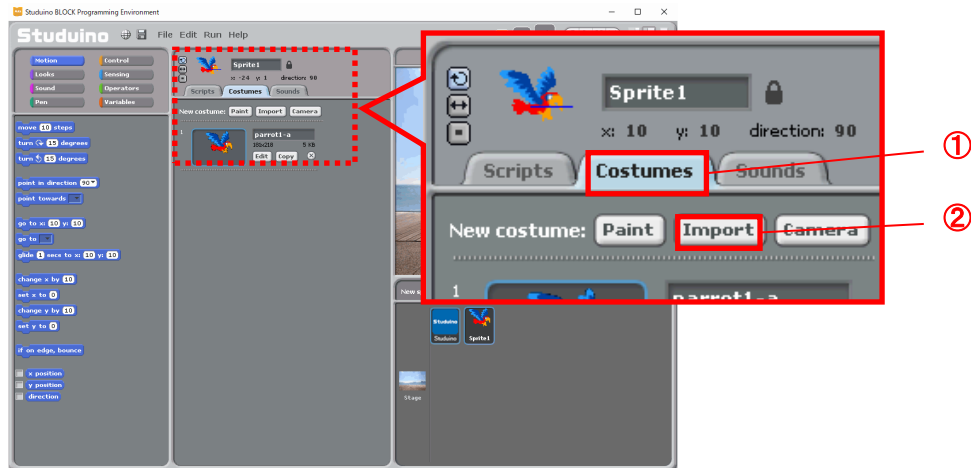 Studuino BLOCK Programming Environment
Studuino File Edit Run Help
Motion Control
Looks Sensing
Sound Operators
Pen Variables
move 10 steps
turn 15 degrees
turn 15 degrees
point in direction 90
point towards
go to x: 10 y: 10
go to
glide 1 secs to x: 10 y: 10
change x by 10
set x to 0
change y by 10
set y to 0
if on edge, bounce
x position
y position
direction
Sprite1
x: -24 y: 1 direction: 90
Scripts Costumes Sounds
New costume: Paint Import Camera
1 parrot1-a
5 KB
Edit Copy
Sprite1
x: 10 y: 10 direction: 90
Scripts Costumes Sounds
New costume: Paint Import Camera
1 parrot1-a
①
②
New s
Studuino
Studuino Sprite1
Stage